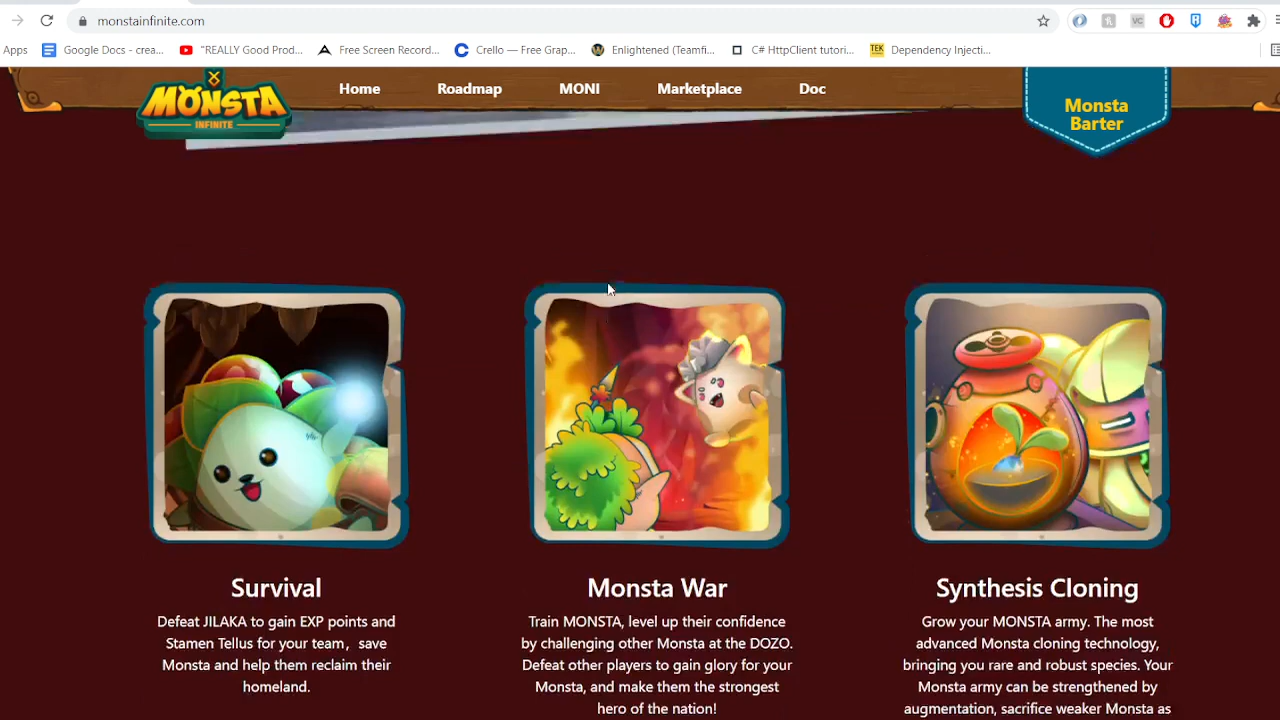 monstainfinite.com
Apps Google Docs - crea... "REALLY Good Prod... Free Screen Record... Crello — Free Grap... Enlightened (Teamfi... C# HttpClient tutori... TEK Dependency Injecti...
MONSTA
INFINITE
Home Roadmap MONI Marketplace Doc
Monsta
Barter
Survival
Defeat JILAKA to gain EXP points and
Stamen Tellus for your team，save
Monsta and help them reclaim their
homeland.
Monsta War
Train MONSTA, level up their confidence
by challenging other Monsta at the DOZO.
Defeat other players to gain glory for your
Monsta, and make them the strongest
hero of the nation!
Synthesis Cloning
Grow your MONSTA army. The most
advanced Monsta cloning technology,
bringing you rare and robust species. Your
Monsta army can be strengthened by
augmentation, sacrifice weaker Monsta as